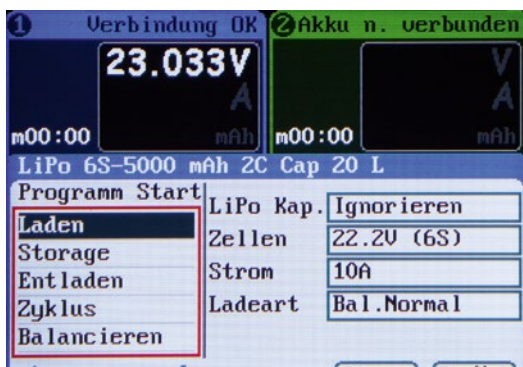 1 Verbindung OK
23.033V
A
m00:00 mAh
2 Akku n. verbunden
V
A
m00:00 mAh
LiPo 6S-5000 mAh 2C Cap 20 L
Programm Start
Laden
Storage
Entladen
Zyklus
Balancieren
LiPo Kap. Ignorieren
Zellen 22.2V (6S)
Strom 10A
Ladeart Bal.Normal